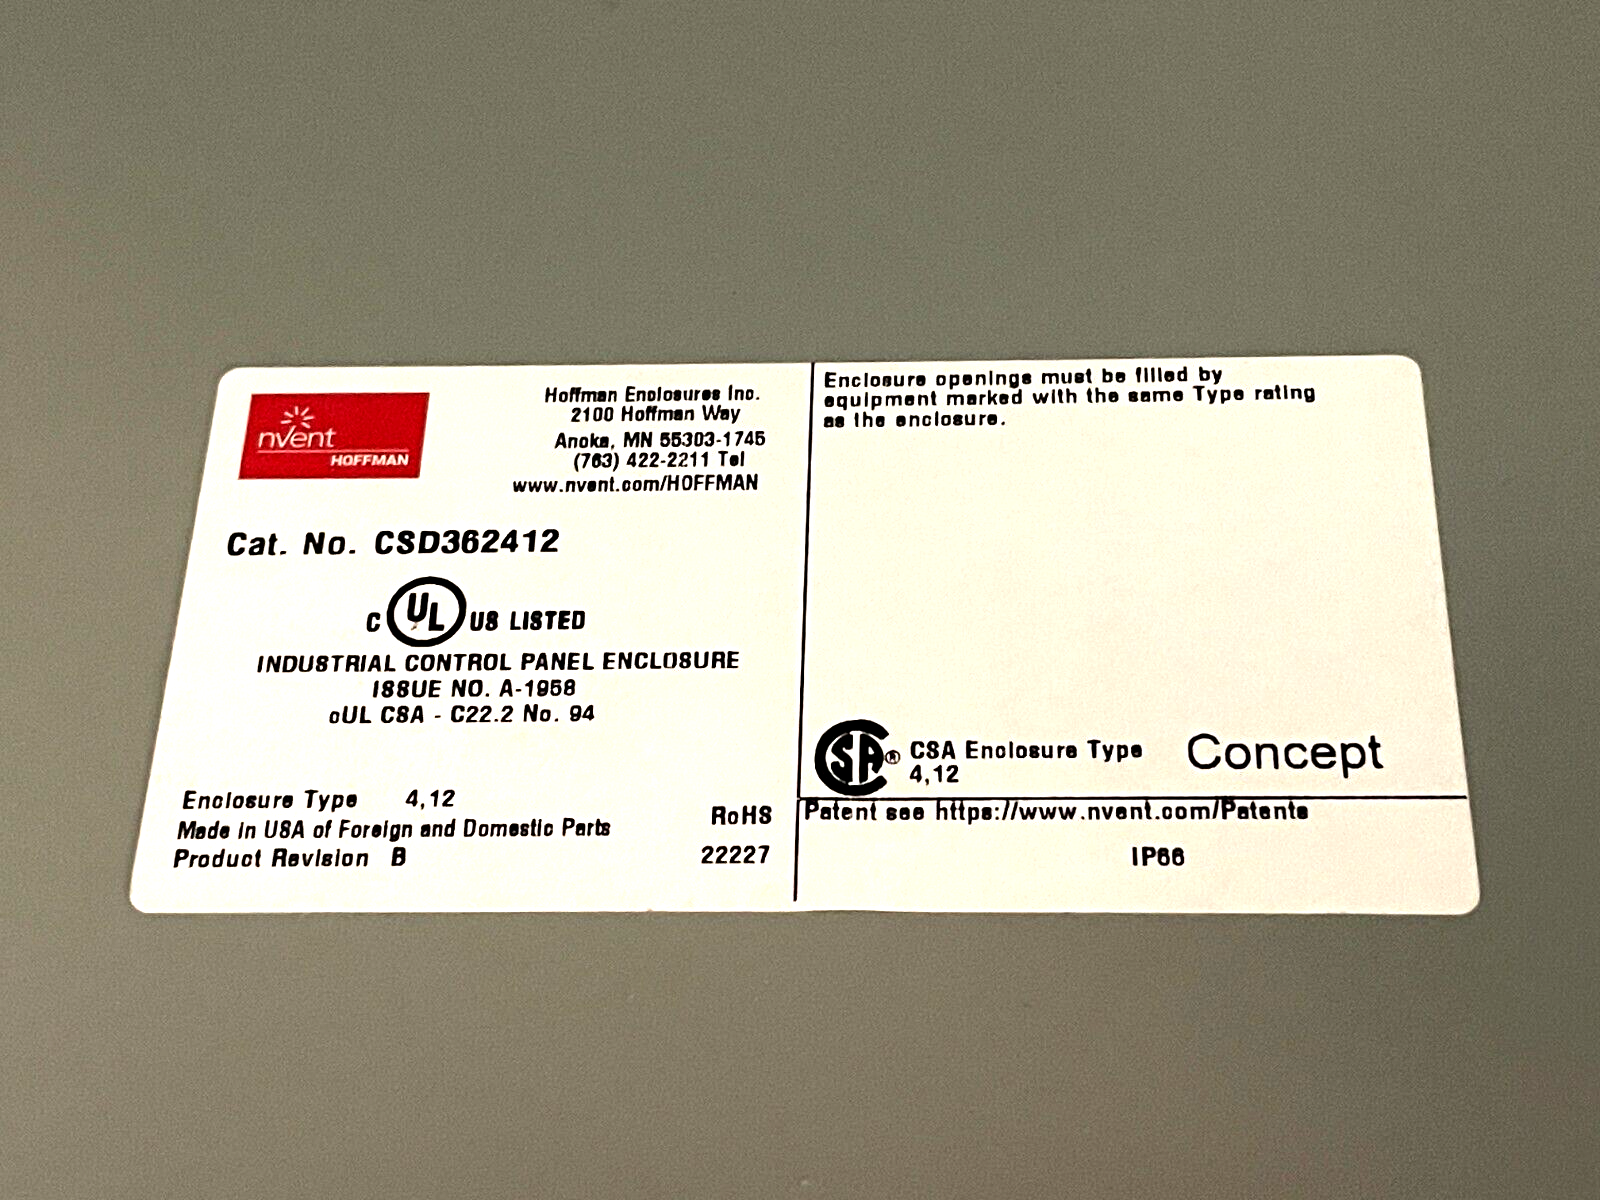 nVent
HOFFMAN
Hoffman Enclosures Inc.
2100 Hoffman Way
Anoka, MN 55303-1745
(763) 422-2211 Tel
www.nvent.com/HOFFMAN
Cat. No. CSD362412
C UL US LISTED
INDUSTRIAL CONTROL PANEL ENCLOSURE
ISSUE NO. A-1958
cUL CSA - C22.2 No. 94
Enclosure Type 4,12
Made in USA of Foreign and Domestic Parts
RoHS
Product Revision B
22227
Enclosure openings must be filled by
equipment marked with the same Type rating
as the enclosure.
CSA® CSA Enclosure Type
4,12
Concept
Patent see https://www.nvent.com/Patents
IP66